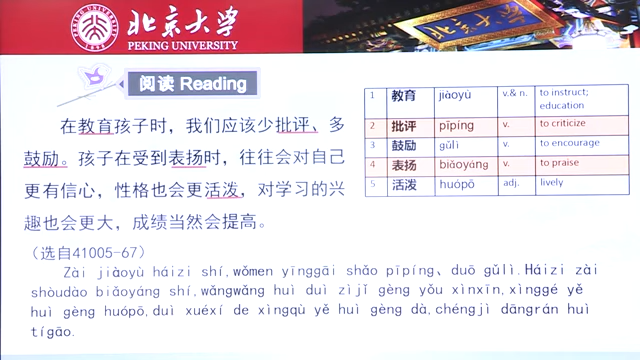 北京大学
PEKING UNIVERSITY
阅读 Reading
在教育孩子时，我们应该少批评、多
鼓励。孩子在受到表扬时，往往会对自己
更有信心，性格也会更活泼，对学习的兴
趣也会更大，成绩当然会提高。
（选自41005-67）
Zài jiàoyù háizi shí,wǒmen yīnggāi shǎo pīpíng、duō gǔlì.Háizi zài
shòudào biǎoyáng shí,wǎngwǎng huì duì zìjǐ gèng yǒu xìnxīn,xìnggé yě
huì gèng huópō,duì xuéxí de xìngqù yě huì gèng dà,chéngjì dāngrán huì
tígāo.
1 教育 jiàoyù v.& n. to instruct; education
2 批评 pīpíng v. to criticize
3 鼓励 gǔlì v. to encourage
4 表扬 biǎoyáng v. to praise
5 活泼 huópō adj. lively